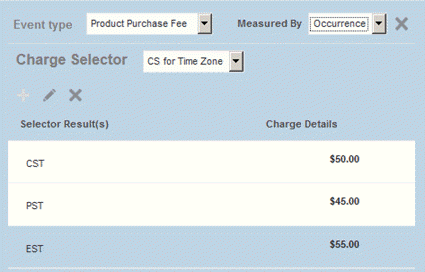 Event type Product Purchase Fee Measured By Occurrence
Charge Selector CS for Time Zone
Selector Result(s) Charge Details
CST $50.00
PST $45.00
EST $55.00